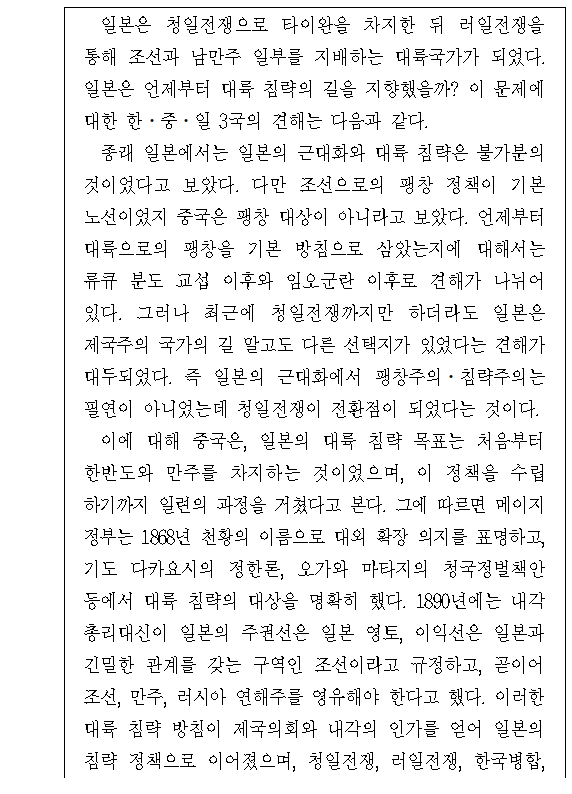 일본은 청일전쟁으로 타이완을 차지한 뒤 러일전쟁을
통해 조선과 남만주 일부를 지배하는 대륙국가가 되었다.
일본은 언제부터 대륙 침략의 길을 지향했을까? 이 문제에
대한 한·중·일 3국의 견해는 다음과 같다.
종래 일본에서는 일본의 근대화와 대륙 침략은 불가분의
것이었다고 보았다. 다만 조선으로의 팽창 정책이 기본
노선이었지 중국은 팽창 대상이 아니라고 보았다. 언제부터
대륙으로의 팽창을 기본 방침으로 삼았는지에 대해서는
류큐 분도 교섭 이후와 임오군란 이후로 견해가 나뉘어
있다. 그러나 최근에 청일전쟁까지만 하더라도 일본은
제국주의 국가의 길 말고도 다른 선택지가 있었다는 견해가
대두되었다. 즉 일본의 근대화에서 팽창주의·침략주의는
필연이 아니었는데 청일전쟁이 전환점이 되었다는 것이다.
이에 대해 중국은, 일본의 대륙 침략 목표는 처음부터
한반도와 만주를 차지하는 것이었으며, 이 정책을 수립
하기까지 일련의 과정을 거쳤다고 본다. 그에 따르면 메이지
정부는 1868년 천황의 이름으로 대외 확장 의지를 표명하고,
기도 다카요시의 정한론, 오가와 마타지의 청국정벌책안
등에서 대륙 침략의 대상을 명확히 했다. 1890년에는 내각
총리대신이 일본의 주권선은 일본 영토, 이익선은 일본과
긴밀한 관계를 갖는 구역인 조선이라고 규정하고, 곧이어
조선, 만주, 러시아 연해주를 영유해야 한다고 했다. 이러한
대륙 침략 방침이 제국의회와 내각의 인가를 얻어 일본의
침략 정책으로 이어졌으며, 청일전쟁, 러일전쟁, 한국병합,